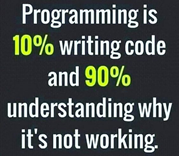 Programming is
10% writing code
and 90%
understanding why
it's not working.